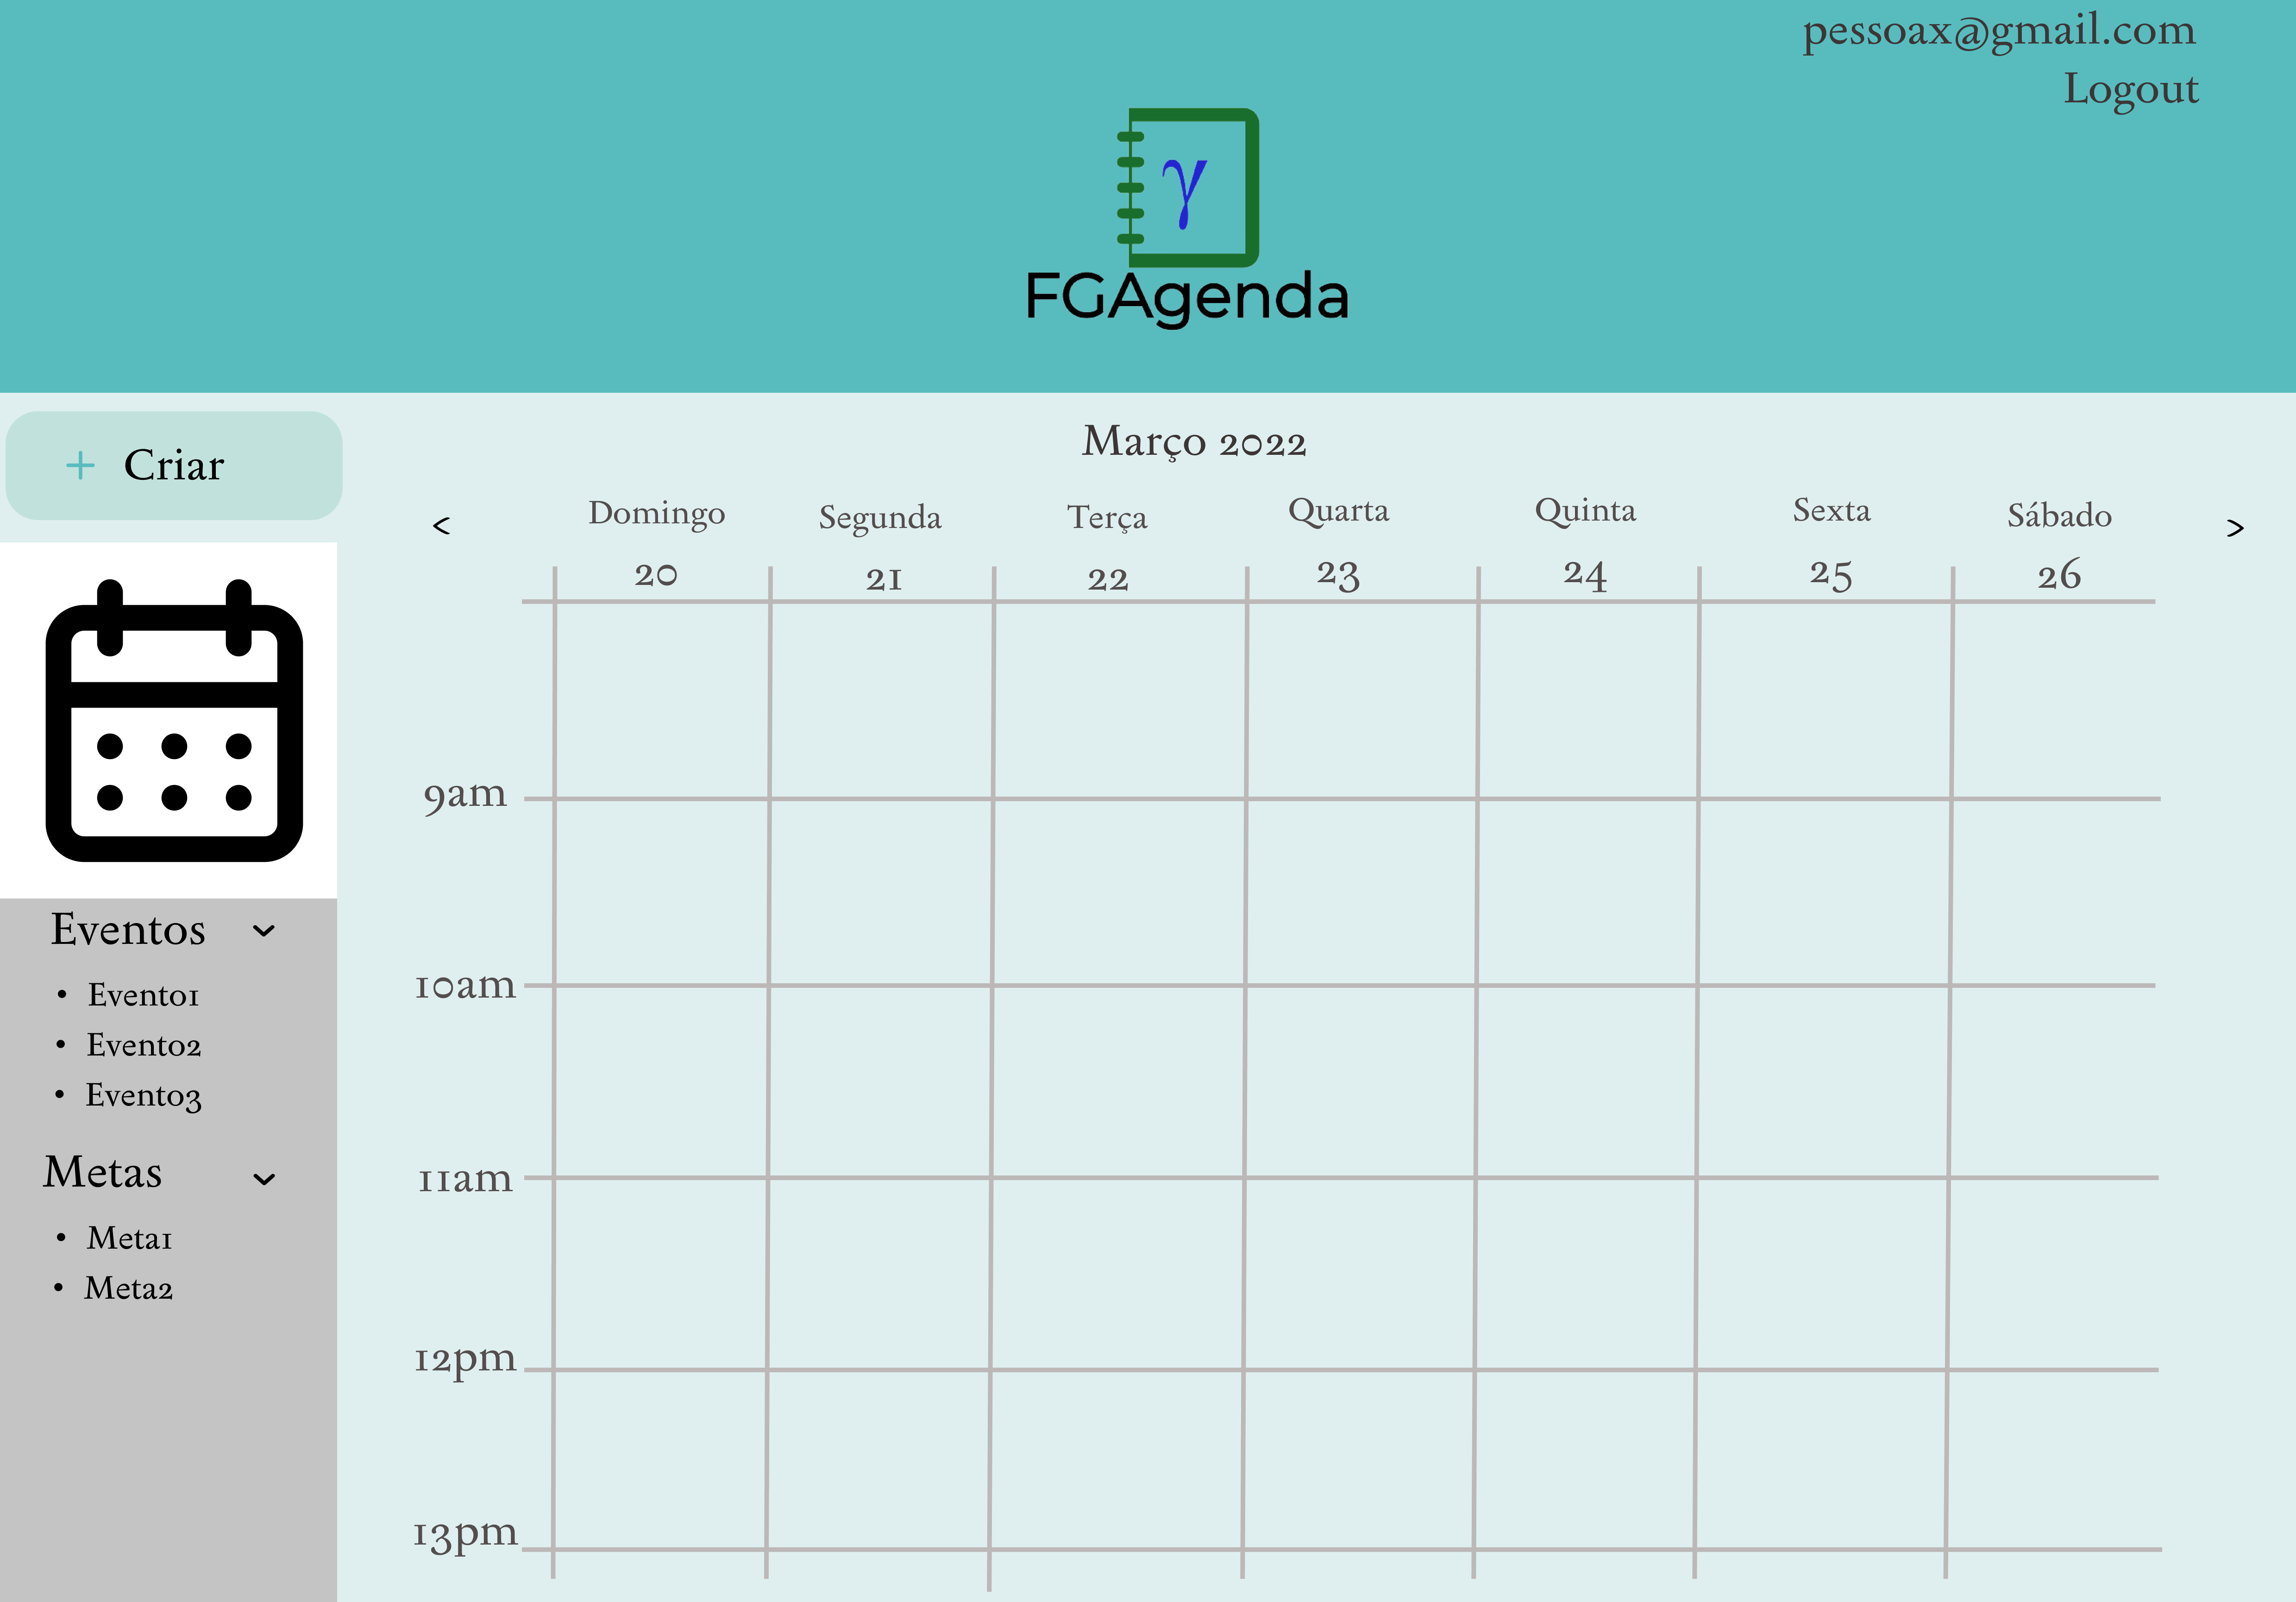 pessoax@gmail.com
Logout
γ
FGAgenda
+ Criar
Março 2022
< Domingo Segunda Terça Quarta Quinta Sexta Sábado >
20 21 22 23 24 25 26
9am
10am
11am
12pm
13pm
Eventos
• Evento1
• Evento2
• Evento3
Metas
• Meta1
• Meta2